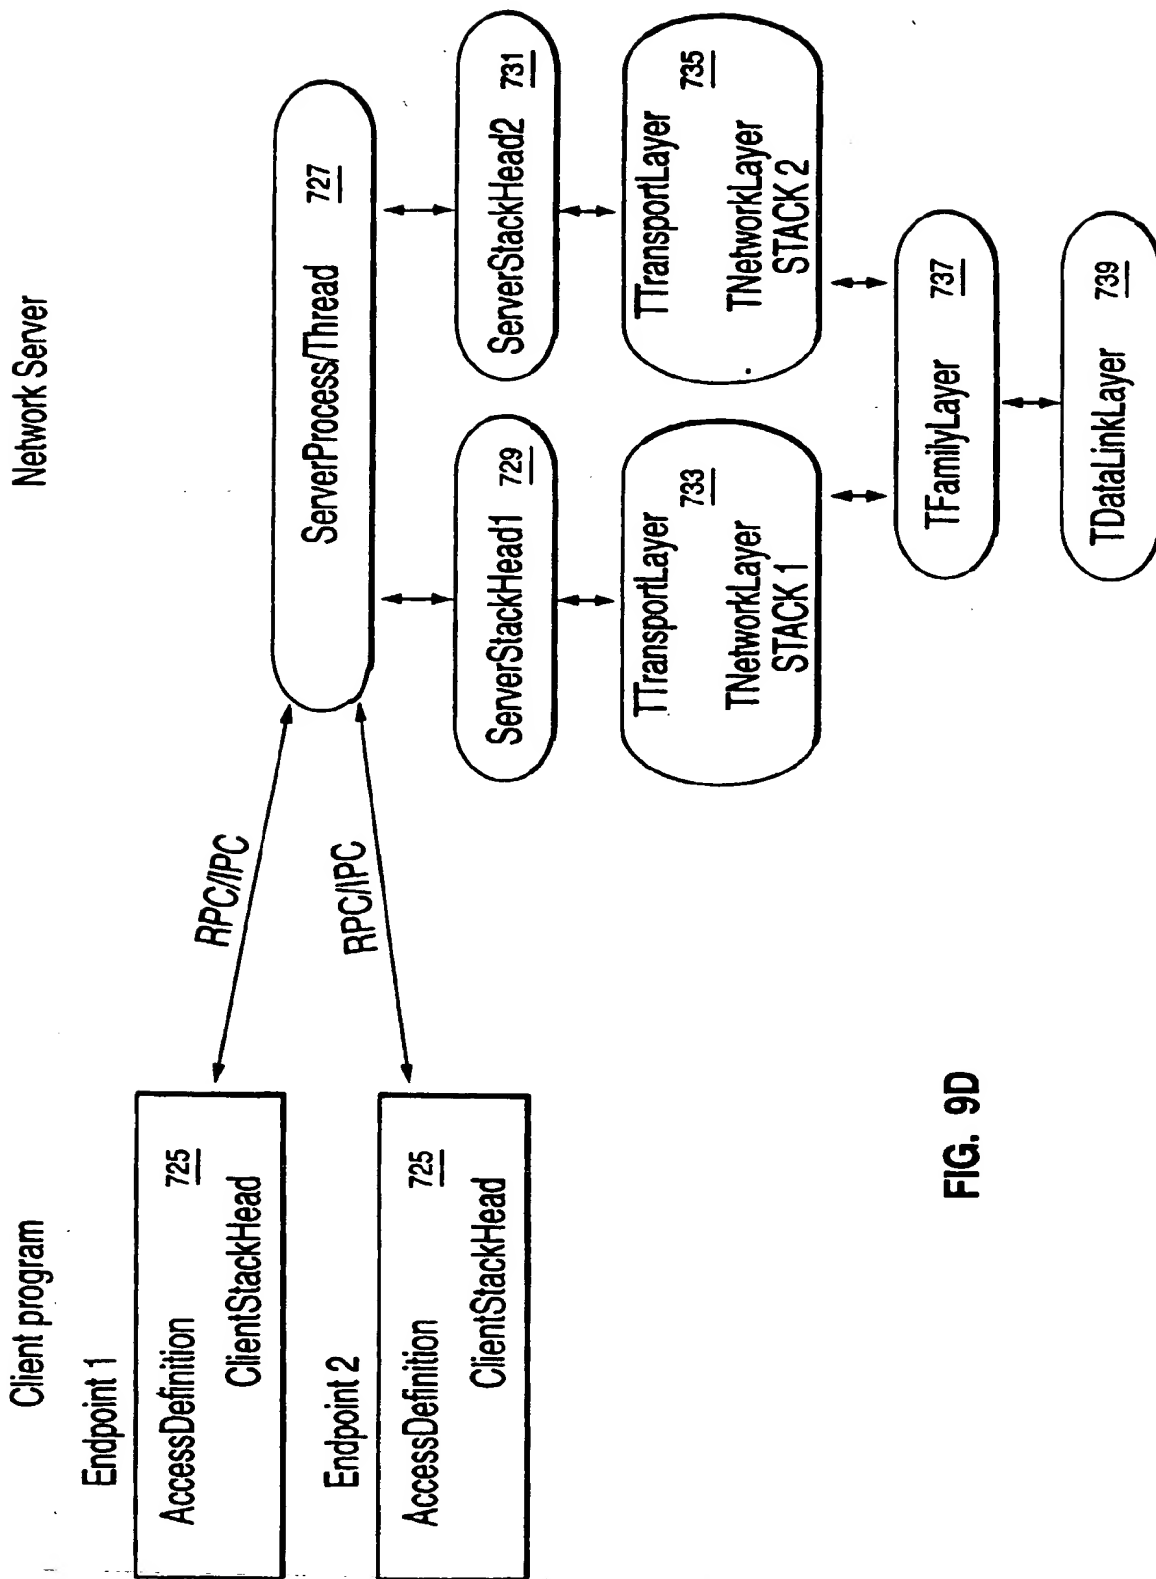 Client program
Network Server
Endpoint 1
AccessDefinition
725
ClientStackHead
Endpoint 2
AccessDefinition
725
ClientStackHead
RPC/IPC
RPC/IPC
ServerProcess/Thread
727
ServerStackHead1
729
ServerStackHead2
731
TTransportLayer
733
TNetworkLayer
STACK 1
TTransportLayer
735
TNetworkLayer
STACK 2
TFamilyLayer
737
TDataLinkLayer
739
FIG. 9D